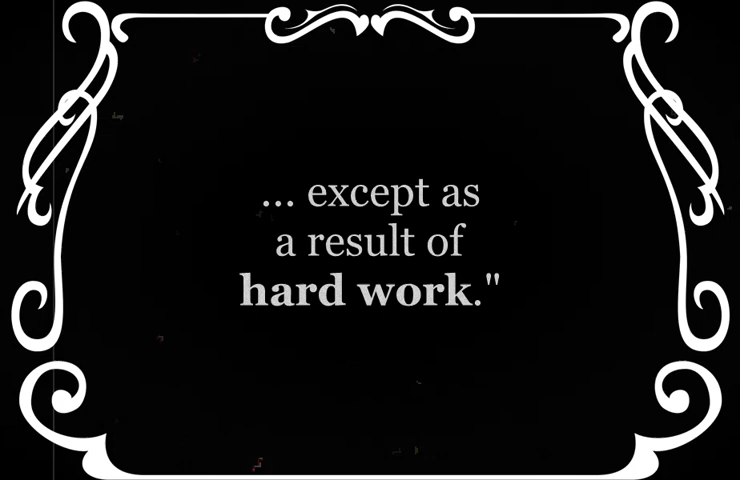 ... except as
a result of
hard work."